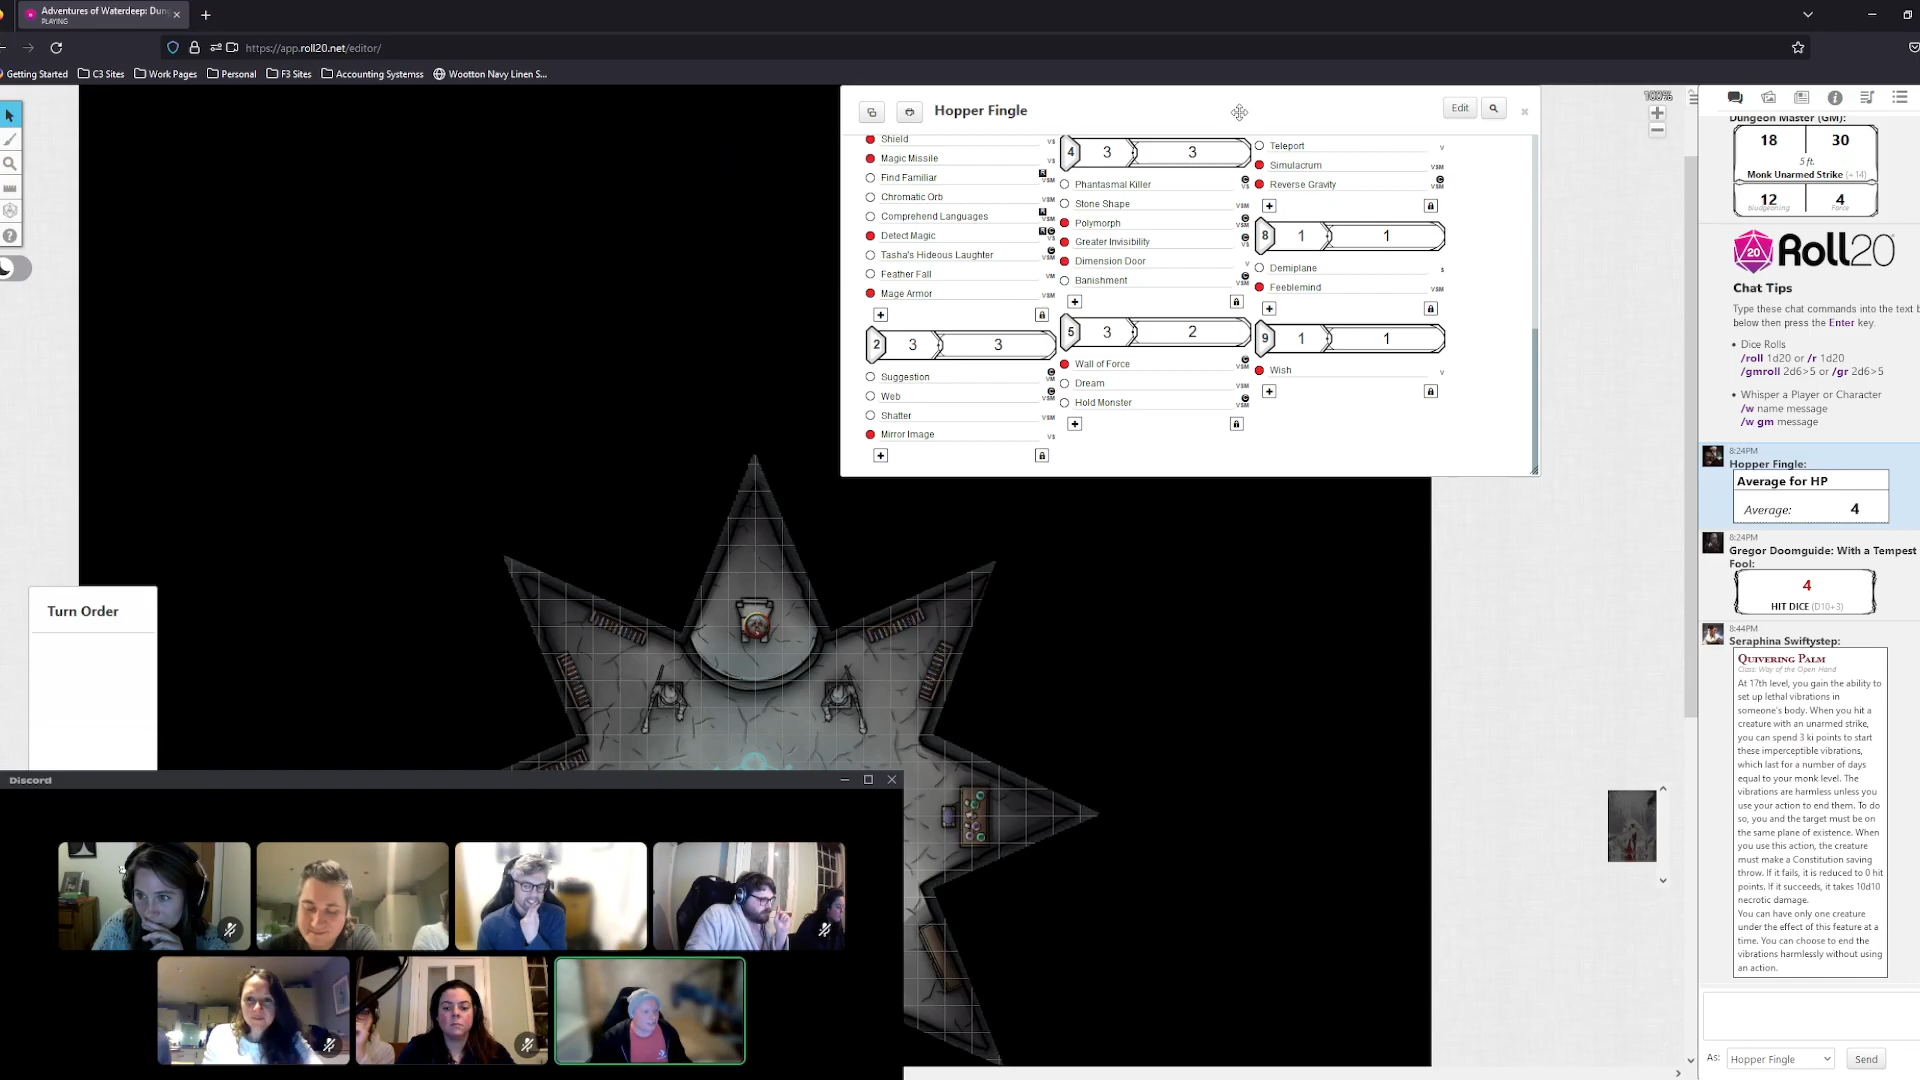 Adventures of Waterdeep: Dung
PLAYING
https://app.roll20.net/editor/
Getting Started
C3 Sites
Work Pages
Personal
F3 Sites
Accounting Systemss
Wootton Navy Linen S...
Hopper Fingle
Edit
Shield
Magic Missile
Find Familiar
Chromatic Orb
Comprehend Languages
Detect Magic
Tasha's Hideous Laughter
Feather Fall
Mage Armor
2 3 3
Suggestion
Web
Shatter
Mirror Image
4 3 3
Phantasmal Killer
Stone Shape
Polymorph
Greater Invisibility
Dimension Door
Banishment
5 3 2
Wall of Force
Dream
Hold Monster
Teleport
Simulacrum
Reverse Gravity
8 1 1
Demiplane
Feeblemind
9 1 1
Wish
100%
Turn Order
Discord
Dungeon Master (GM):
18 30
5 ft.
Monk Unarmed Strike (+14)
12 4
Bludgeoning Force
20 Roll20
Chat Tips
Type these chat commands into the text b
below then press the Enter key.
• Dice Rolls
/roll 1d20 or /r 1d20
/gmroll 2d6>5 or /gr 2d6>5
• Whisper a Player or Character
/w name message
/w gm message
8:24PM
Hopper Fingle:
Average for HP
Average: 4
8:24PM
Gregor Doomguide: With a Tempest
Fool:
4
HIT DICE (D10+3)
8:44PM
Seraphina Swiftystep:
Quivering Palm
Class: Way of the Open Hand
At 17th level, you gain the ability to
set up lethal vibrations in
someone's body. When you hit a
creature with an unarmed strike,
you can spend 3 ki points to start
these imperceptible vibrations,
which last for a number of days
equal to your monk level. The
vibrations are harmless unless you
use your action to end them. To do
so, you and the target must be on
the same plane of existence. When
you use this action, the creature
must make a Constitution saving
throw. If it fails, it is reduced to 0 hit
points. If it succeeds, it takes 10d10
necrotic damage.
You can have only one creature
under the effect of this feature at a
time. You can choose to end the
vibrations harmlessly without using
an action.
As: Hopper Fingle
Send